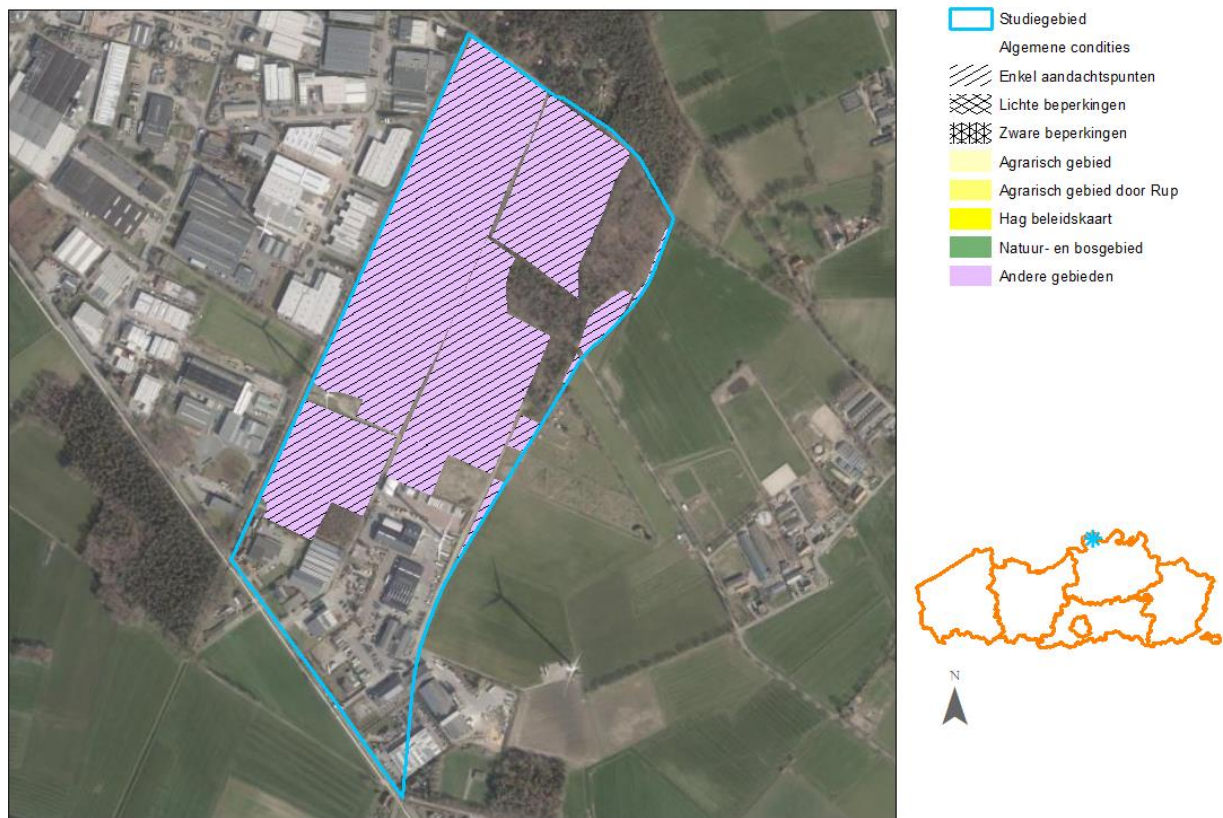 Studiegebied
Algemene condities
Enkel aandachtspunten
Lichte beperkingen
Zware beperkingen
Agrarisch gebied
Agrarisch gebied door Rup
Hag beleidskaart
Natuur- en bosgebied
Andere gebieden
N